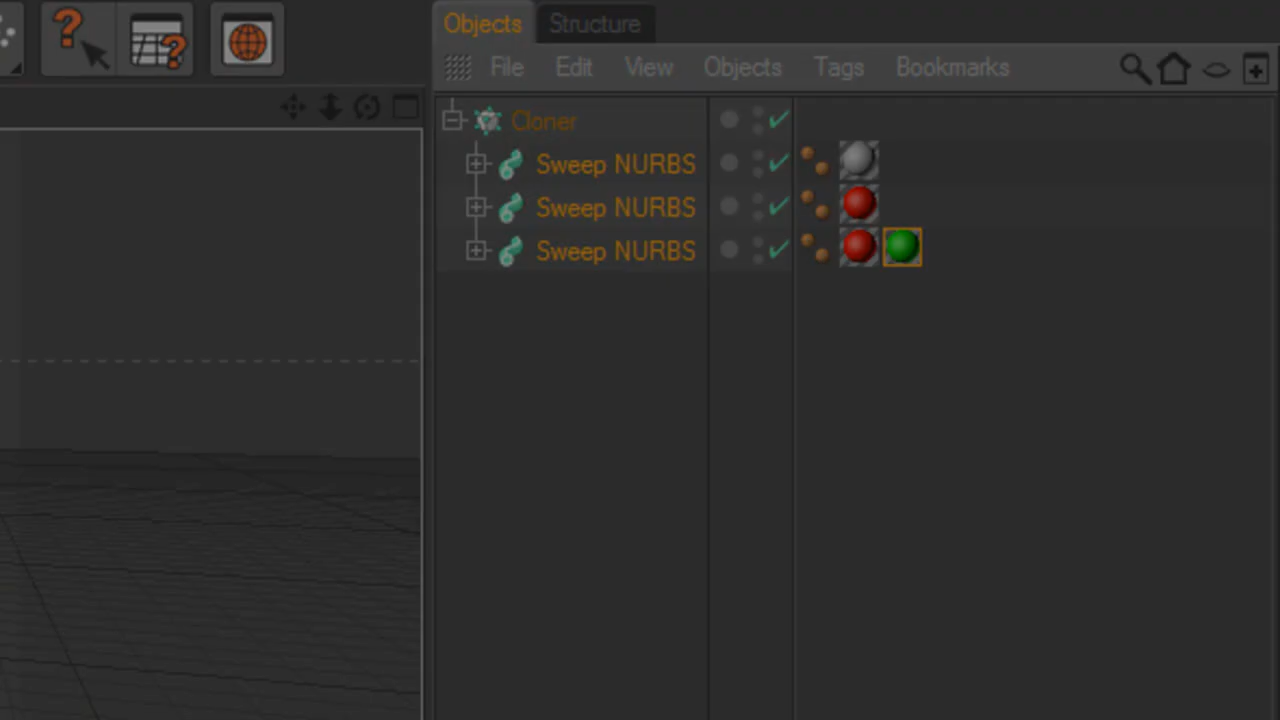 Objects Structure
File Edit View Objects Tags Bookmarks
Cloner
Sweep NURBS
Sweep NURBS
Sweep NURBS